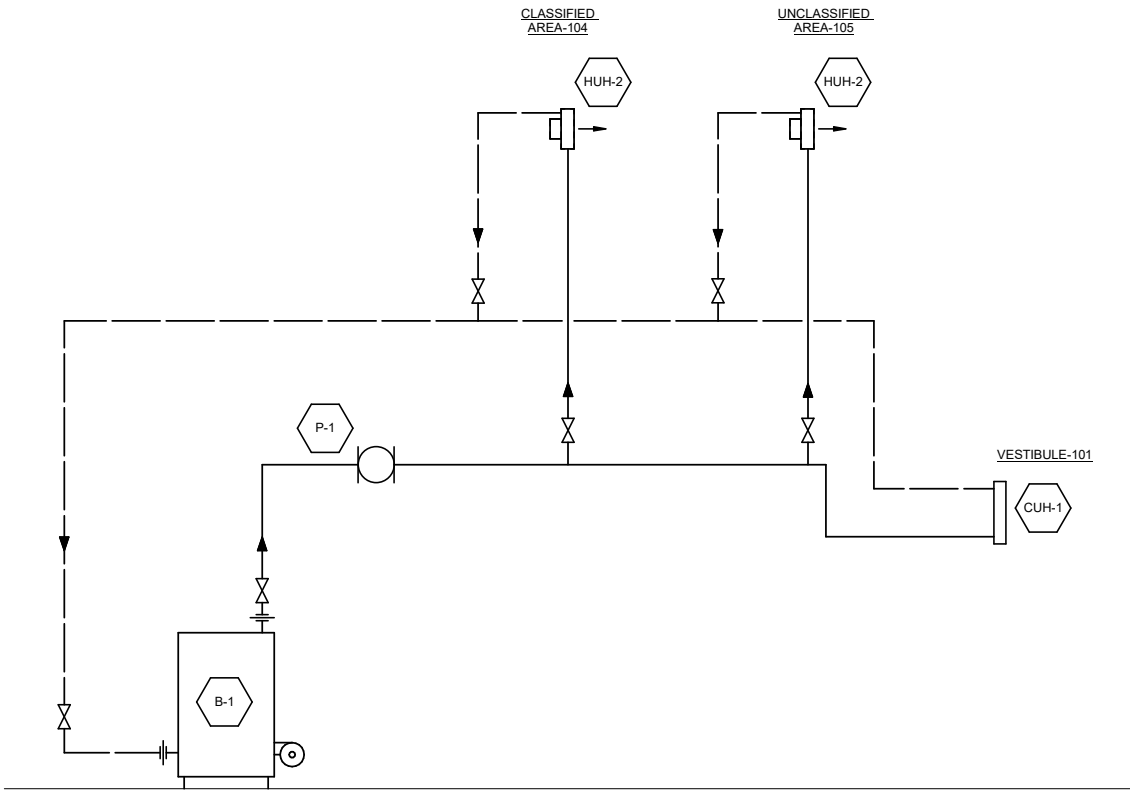 CLASSIFIED
AREA-104
UNCLASSIFIED
AREA-105
HUH-2
HUH-2
P-1
VESTIBULE-101
CUH-1
B-1